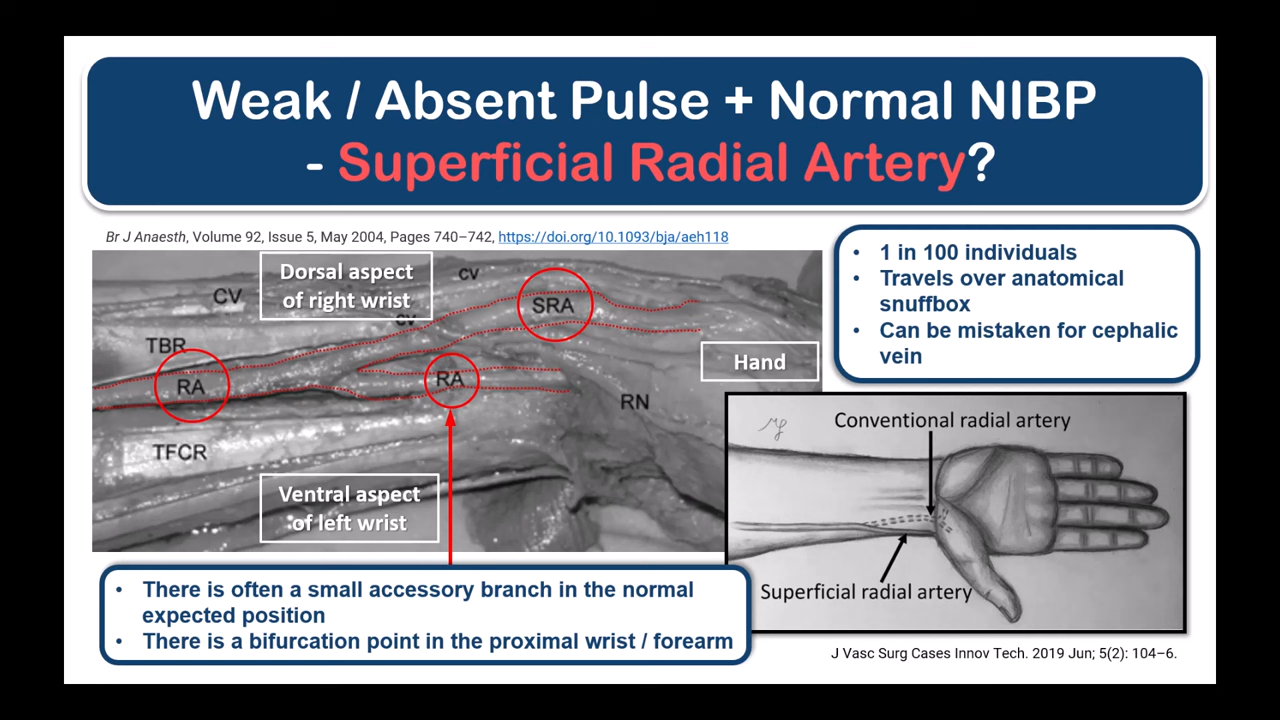 Weak / Absent Pulse + Normal NIBP
- Superficial Radial Artery?
Br J Anaesth, Volume 92, Issue 5, May 2004, Pages 740–742, https://doi.org/10.1093/bja/aeh118
Dorsal aspect
of right wrist
CV
CV
CV
SRA
TBR
RA
RA
Hand
RN
TFCR
Ventral aspect
of left wrist
• 1 in 100 individuals
• Travels over anatomical
snuffbox
• Can be mistaken for cephalic
vein
Conventional radial artery
Superficial radial artery
• There is often a small accessory branch in the normal
expected position
• There is a bifurcation point in the proximal wrist / forearm
J Vasc Surg Cases Innov Tech. 2019 Jun; 5(2): 104–6.